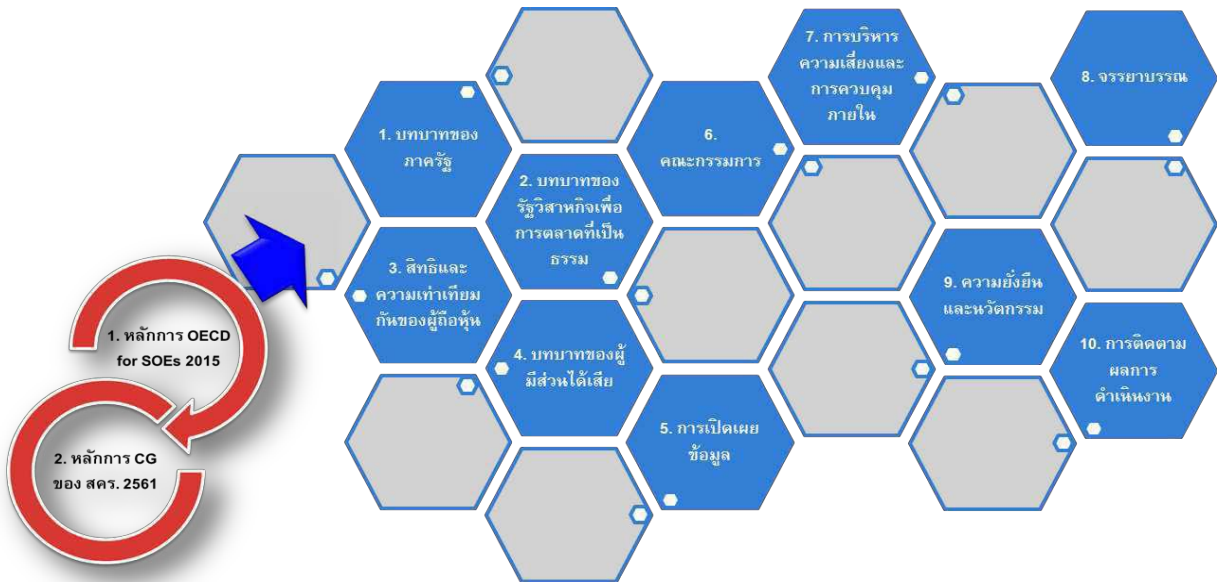 1. หลักการ OECD
for SOEs 2015
2. หลักการ CG
ของ สคร. 2561
1. บทบาทของ
ภาครัฐ
2. บทบาทของ
รัฐวิสาหกิจเพื่อ
การตลาดที่เป็น
ธรรม
3. สิทธิและ
ความเท่าเทียม
กันของผู้ถือหุ้น
4. บทบาทของผู้
มีส่วนได้เสีย
5. การเปิดเผย
ข้อมูล
6.
คณะกรรมการ
7. การบริหาร
ความเสี่ยงและ
การควบคุม
ภายใน
8. จรรยาบรรณ
9. ความยั่งยืน
และนวัตกรรม
10. การติดตาม
ผลการ
ดำเนินงาน